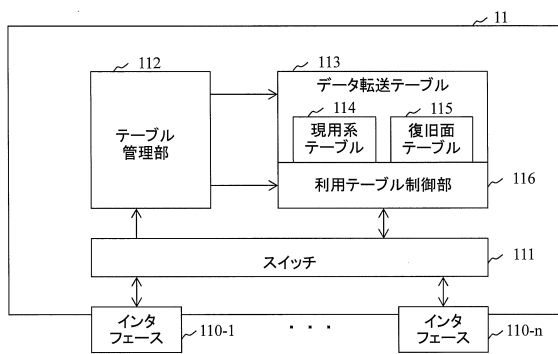 11
112
テーブル
管理部
113
データ転送テーブル
114
現用系
テーブル
115
復旧面
テーブル
利用テーブル制御部
116
スイッチ
111
インタ
フェース
110-1
・・・
インタ
フェース
110-n